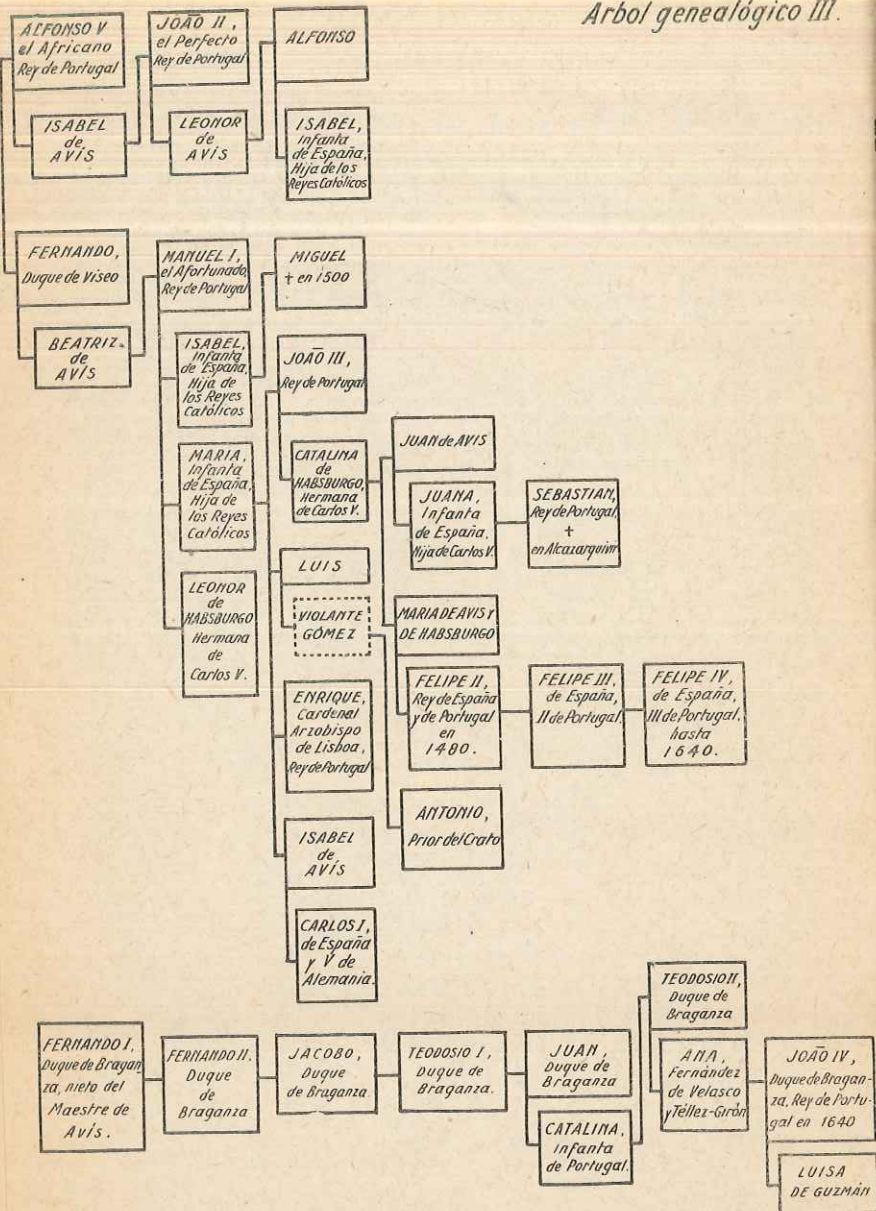 Arbol genealógico III.
ALFONSO V
el Africano
Rey de Portugal
JOÃO II,
el Perfecto
Rey de Portugal
ALFONSO
ISABEL
de
AVÍS
LEONOR
de
AVÍS
ISABEL,
Infanta
de España,
Hija de los
Reyes Católicos
FERNANDO,
Duque de Viseo
MANUEL I,
el Afortunado,
Rey de Portugal
MIGUEL
† en 1500
BEATRIZ
de
AVÍS
ISABEL,
Infanta
de España,
Hija de
los Reyes
Católicos
JOÃO III,
Rey de Portugal
MARIA,
Infanta
de España,
Hija de
los Reyes
Católicos
CATALINA
de
HABSBURGO,
Hermana
de Carlos V.
JUAN de AVIS
JUANA,
Infanta
de España,
Hija de Carlos V.
SEBASTIAN,
Rey de Portugal,
†
en Alcazarquivir
LEONOR
de
HABSBURGO
Hermana
de
Carlos V.
LUIS
VIOLANTE
GÓMEZ
MARIA DE AVIS Y
DE HABSBURGO
ENRIQUE,
Cardenal
Arzobispo
de Lisboa,
Rey de Portugal
FELIPE II,
Rey de España
y de Portugal
en
1480.
FELIPE III,
de España,
II de Portugal.
FELIPE IV,
de España,
III de Portugal,
hasta
1640.
ISABEL
de
AVÍS
ANTONIO,
Prior del Crato
CARLOS I,
de España
y V de
Alemania.
FERNANDO I,
Duque de Bragan
za, nieto del
Maestre de
Avís.
FERNANDO II.
Duque
de
Braganza
JACOBO,
Duque
de Braganza.
TEODOSIO I,
Duque de
Braganza.
JUAN,
Duque de
Braganza
CATALINA,
infanta
de Portugal.
TEODOSIO II,
Duque de
Braganza
ANA,
Fernández
de Velasco
y Téllez-Girón
JOÃO IV,
Duque de Bragan-
za, Rey de Portu-
gal en 1640
LUISA
DE GUZMÁN